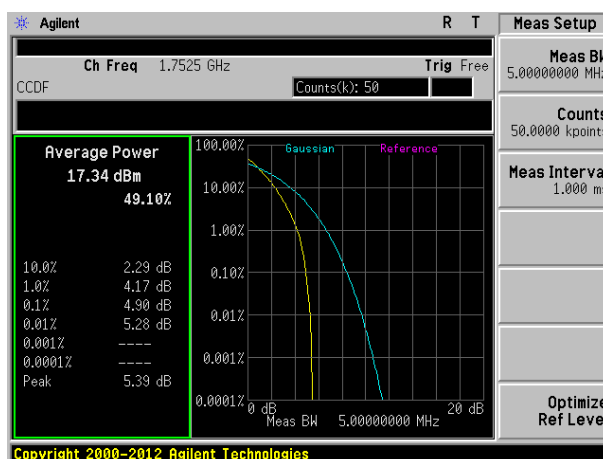 Agilent R T Meas Setup
Ch Freq 1.7525 GHz Trig Free
CCDF Counts(k): 50
Meas BW
5.00000000 MHz
Counts
50.0000 kpoints
Meas Interva
1.000 m
Average Power
17.34 dBm
49.10%
10.0% 2.29 dB
1.0% 4.17 dB
0.1% 4.90 dB
0.01% 5.28 dB
0.001% ----
0.0001% ----
Peak 5.39 dB
Gaussian Reference
100.00%
10.00%
1.00%
0.10%
0.01%
0.001%
0.0001%
0 dB 20 dB
Meas BW 5.00000000 MHz
Optimize
Ref Leve
Copyright 2000-2012 Agilent Technologies